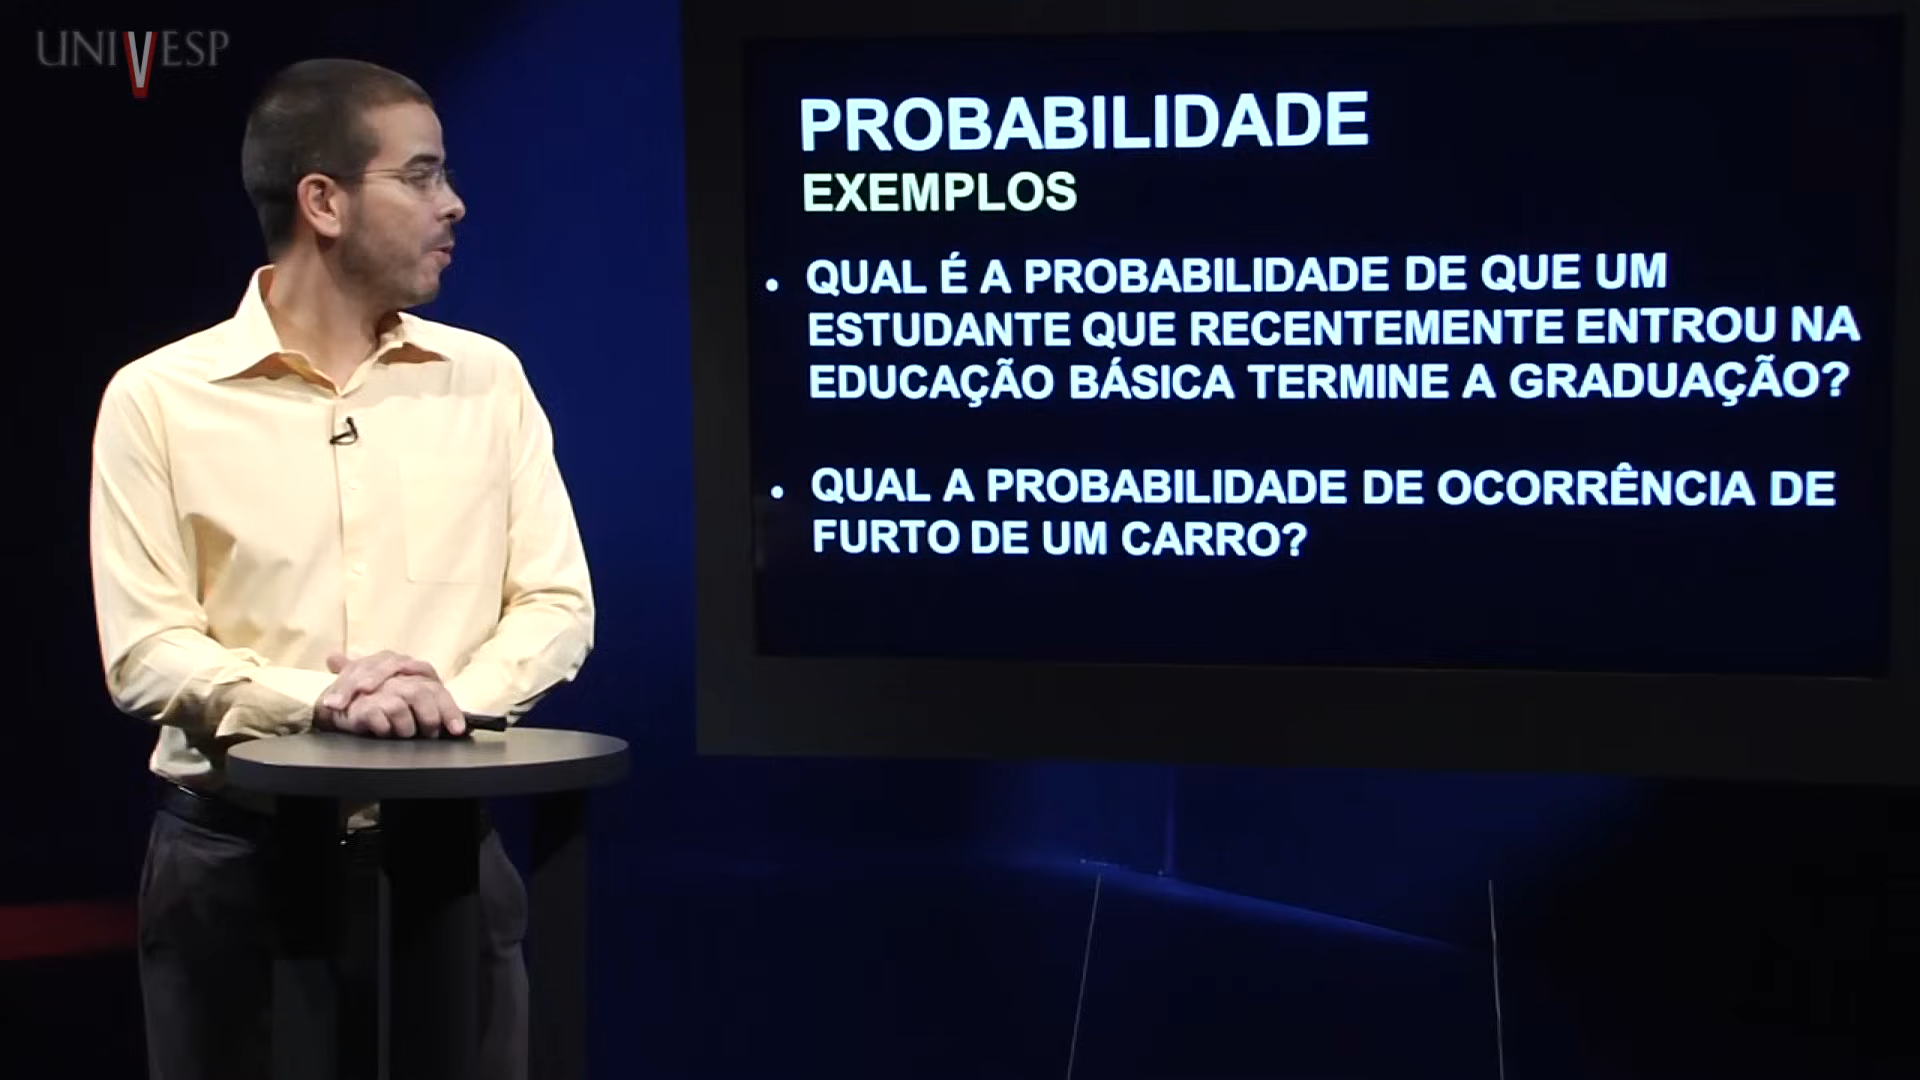 UNIVESP
PROBABILIDADE
EXEMPLOS
• QUAL É A PROBABILIDADE DE QUE UM
ESTUDANTE QUE RECENTEMENTE ENTROU NA
EDUCAÇÃO BÁSICA TERMINE A GRADUAÇÃO?
• QUAL A PROBABILIDADE DE OCORRÊNCIA DE
FURTO DE UM CARRO?